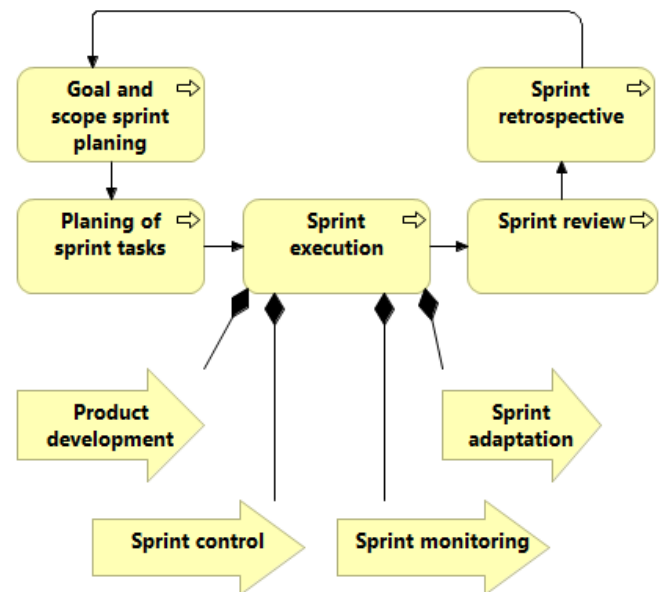 Goal and
scope sprint
planing
Sprint
retrospective
Planing of
sprint tasks
Sprint
execution
Sprint review
Product
development
Sprint
adaptation
Sprint control
Sprint monitoring